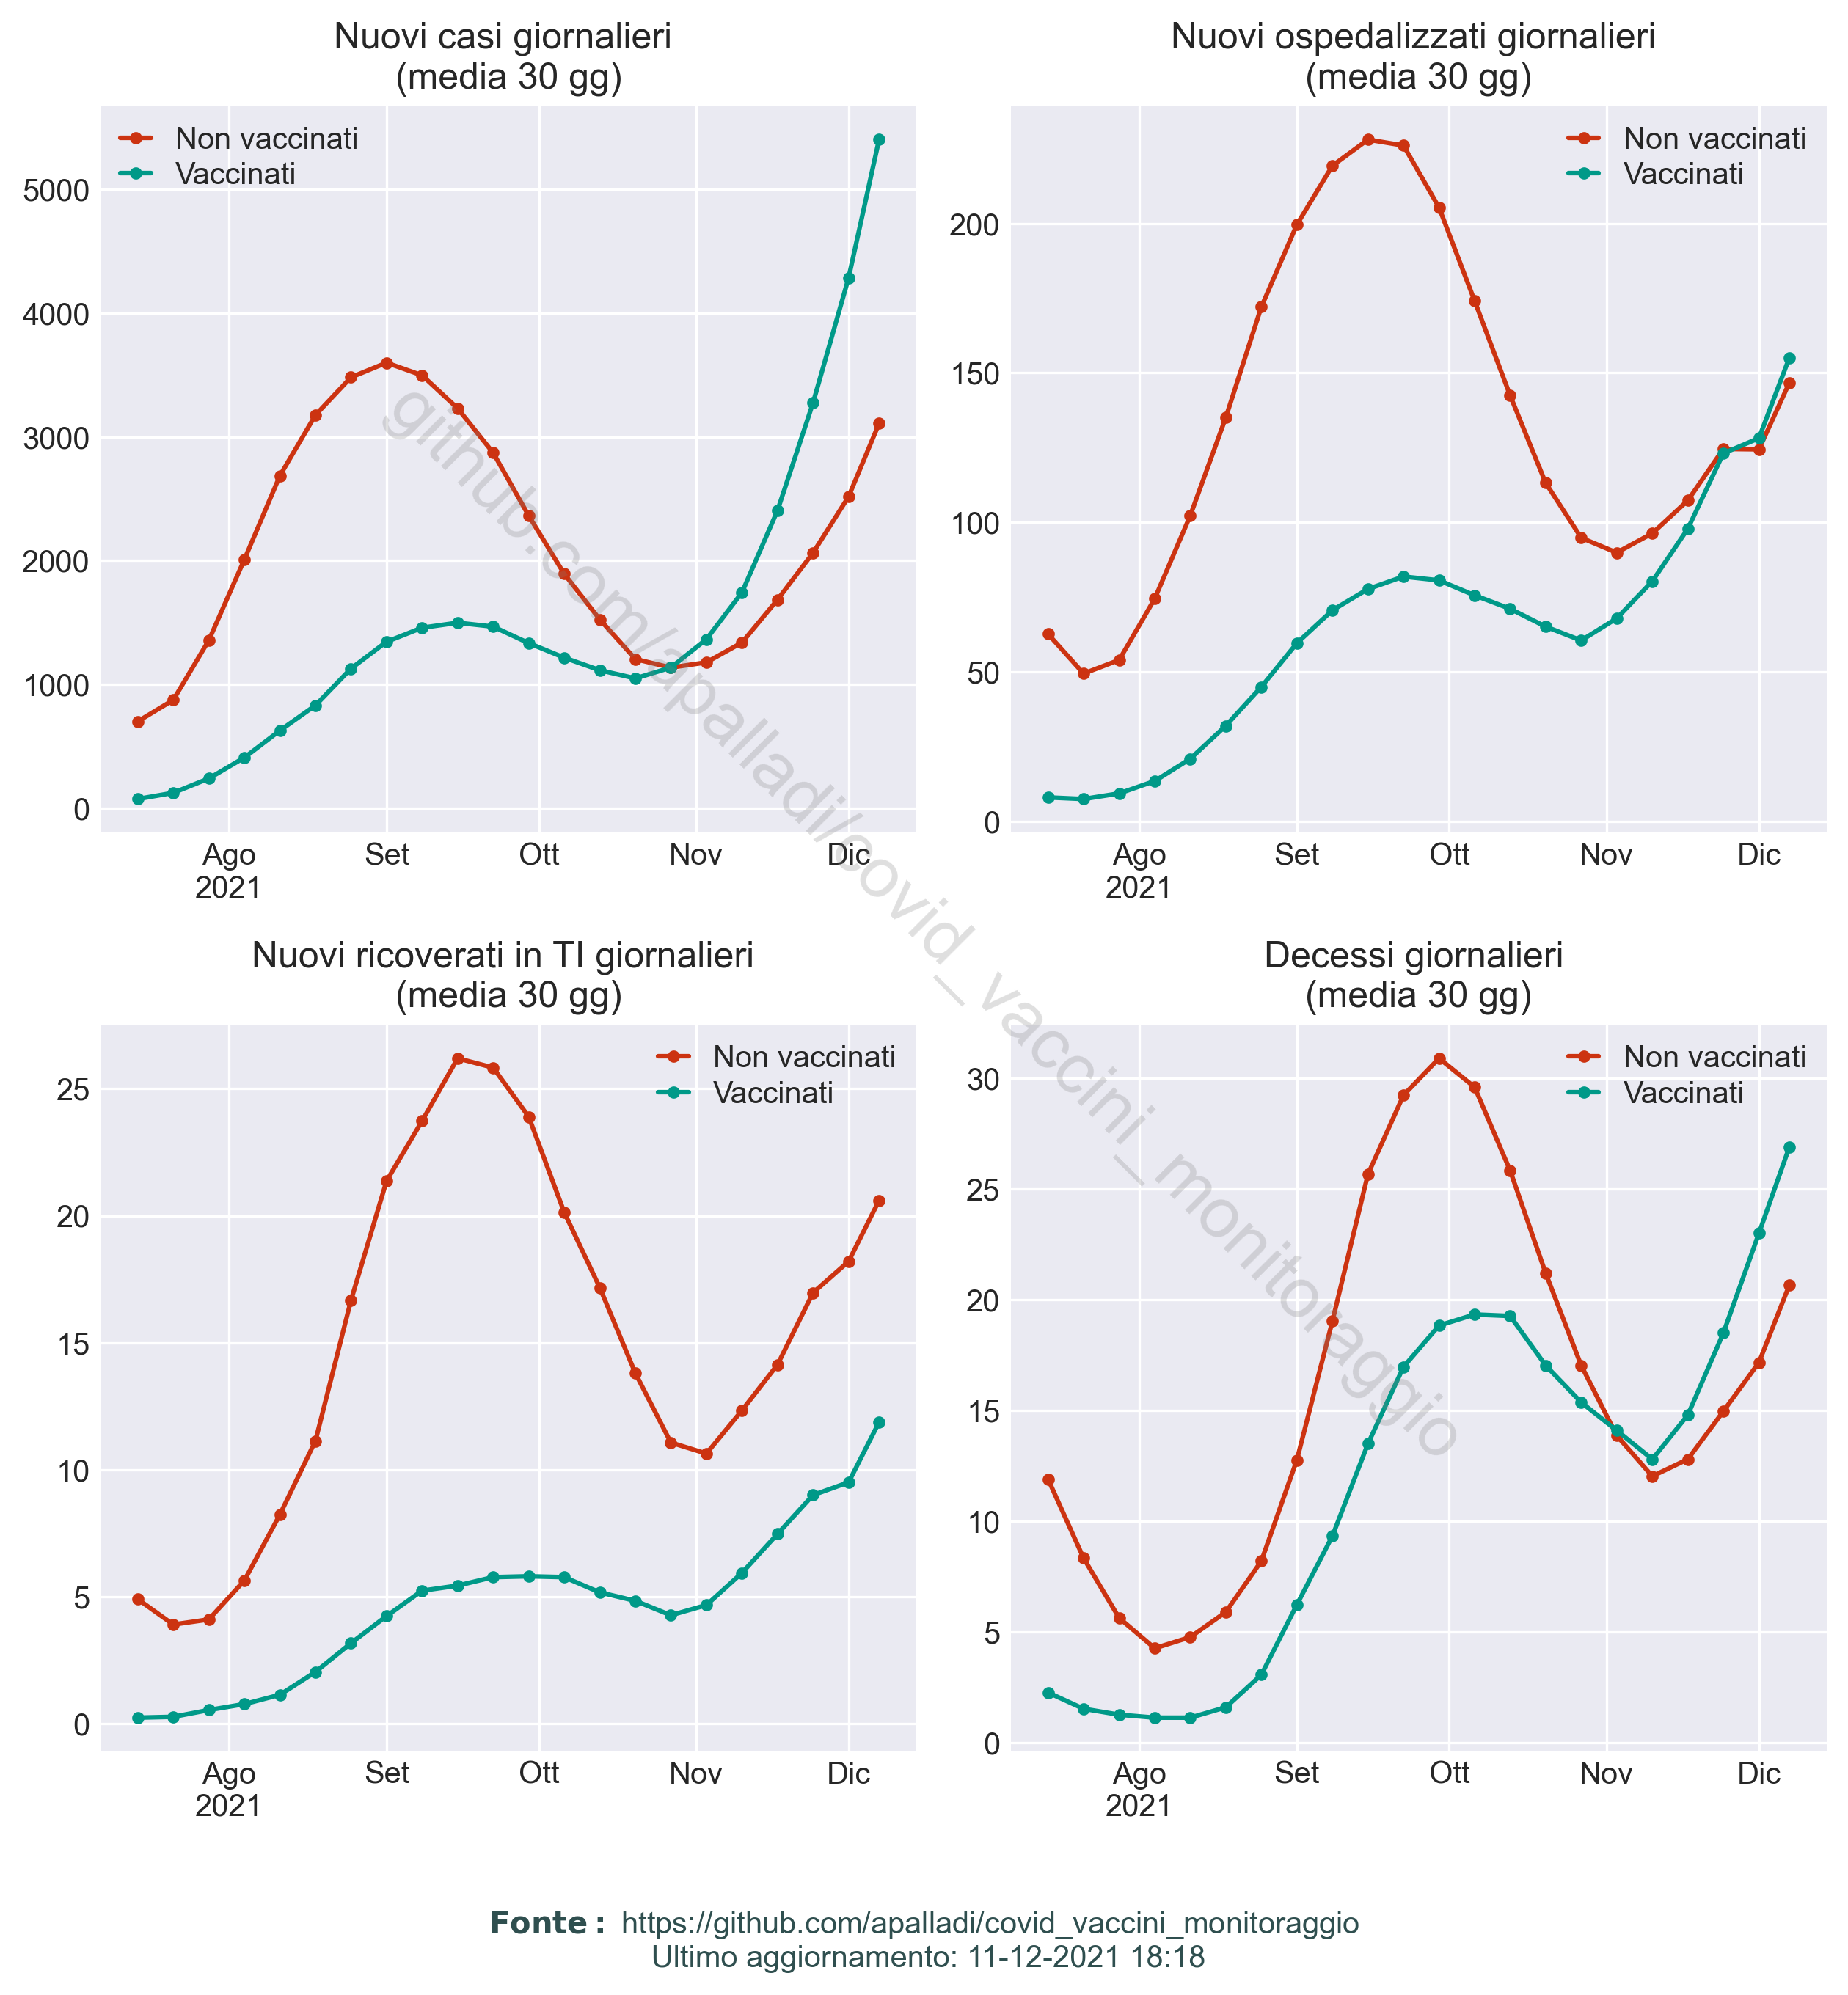 Nuovi casi giornalieri
(media 30 gg)
Non vaccinati
Vaccinati
5000
4000
3000
2000
1000
0
Ago
2021
Set
Ott
Nov
Dic
Nuovi ospedalizzati giornalieri
(media 30 gg)
Non vaccinati
Vaccinati
200
150
100
50
0
Ago
2021
Set
Ott
Nov
Dic
Nuovi ricoverati in TI giornalieri
(media 30 gg)
Non vaccinati
Vaccinati
25
20
15
10
5
0
Ago
2021
Set
Ott
Nov
Dic
Decessi giornalieri
(media 30 gg)
Non vaccinati
Vaccinati
30
25
20
15
10
5
0
Ago
2021
Set
Ott
Nov
Dic
github.com/apalladi/covid_vaccini_monitoraggio
Fonte: https://github.com/apalladi/covid_vaccini_monitoraggio
Ultimo aggiornamento: 11-12-2021 18:18